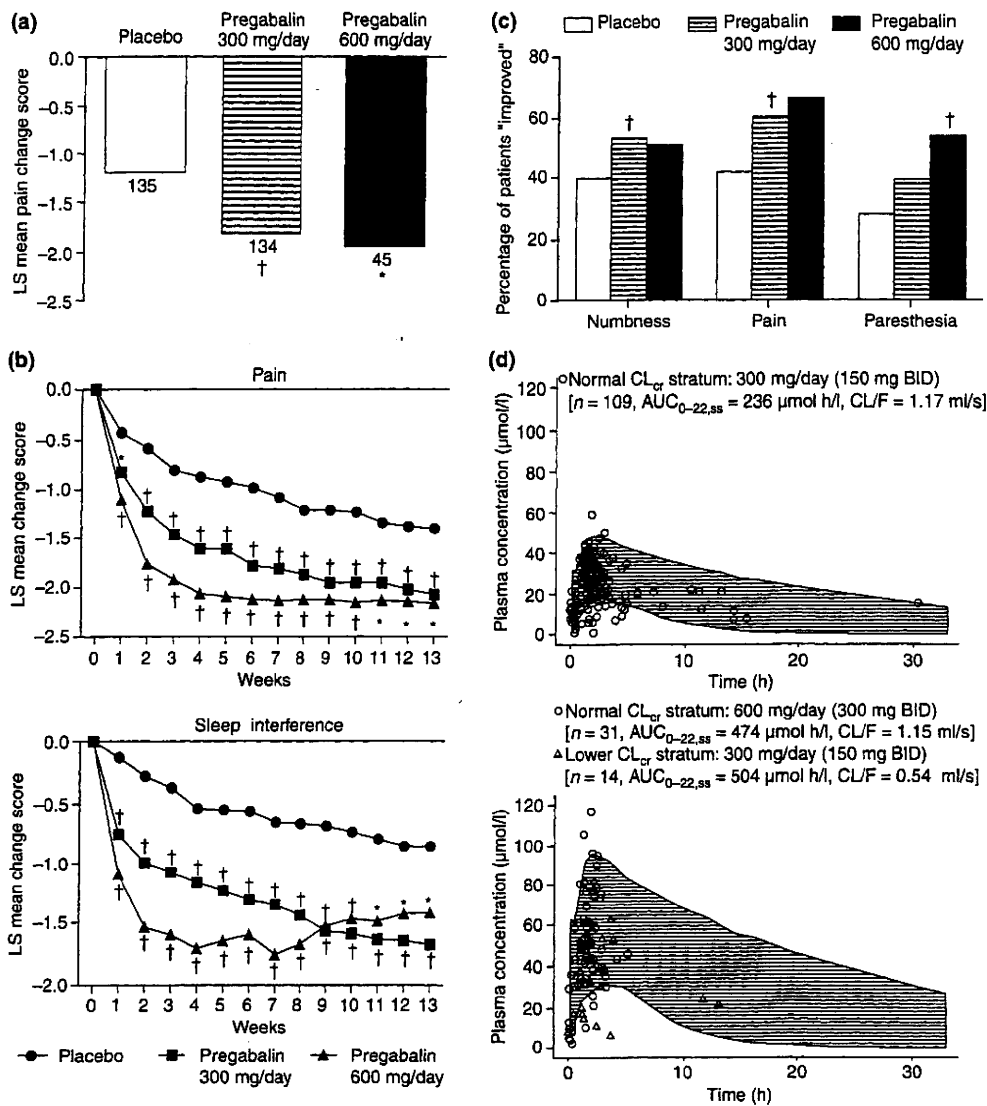 (a)
Placebo
Pregabalin
300 mg/day
Pregabalin
600 mg/day
LS mean pain change score
0.0
−0.5
−1.0
−1.5
−2.0
−2.5
135
134
†
45
*
(b)
Pain
LS mean change score
0.0
−0.5
−1.0
−1.5
−2.0
−2.5
* † † † † † † † † † † † †
† † † † † † † † † † * * *
0 1 2 3 4 5 6 7 8 9 10 11 12 13
Weeks
Sleep interference
LS mean change score
0.0
−0.5
−1.0
−1.5
−2.0
† † † † † † † † † † * * *
† † † † † † † † † † † † †
0 1 2 3 4 5 6 7 8 9 10 11 12 13
Weeks
Placebo
Pregabalin
300 mg/day
Pregabalin
600 mg/day
(c)
Placebo
Pregabalin
300 mg/day
Pregabalin
600 mg/day
Percentage of patients "improved"
80
60
40
20
0
† † †
Numbness Pain Paresthesia
(d)
Normal CLcr stratum: 300 mg/day (150 mg BID)
[n = 109, AUC0–22,ss = 236 μmol h/l, CL/F = 1.17 ml/s]
Plasma concentration (μmol/l)
120
100
80
60
40
20
0
0 10 20 30
Time (h)
Normal CLcr stratum: 600 mg/day (300 mg BID)
[n = 31, AUC0–22,ss = 474 μmol h/l, CL/F = 1.15 ml/s]
Lower CLcr stratum: 300 mg/day (150 mg BID)
[n = 14, AUC0–22,ss = 504 μmol h/l, CL/F = 0.54 ml/s]
Plasma concentration (μmol/l)
120
100
80
60
40
20
0
0 10 20 30
Time (h)